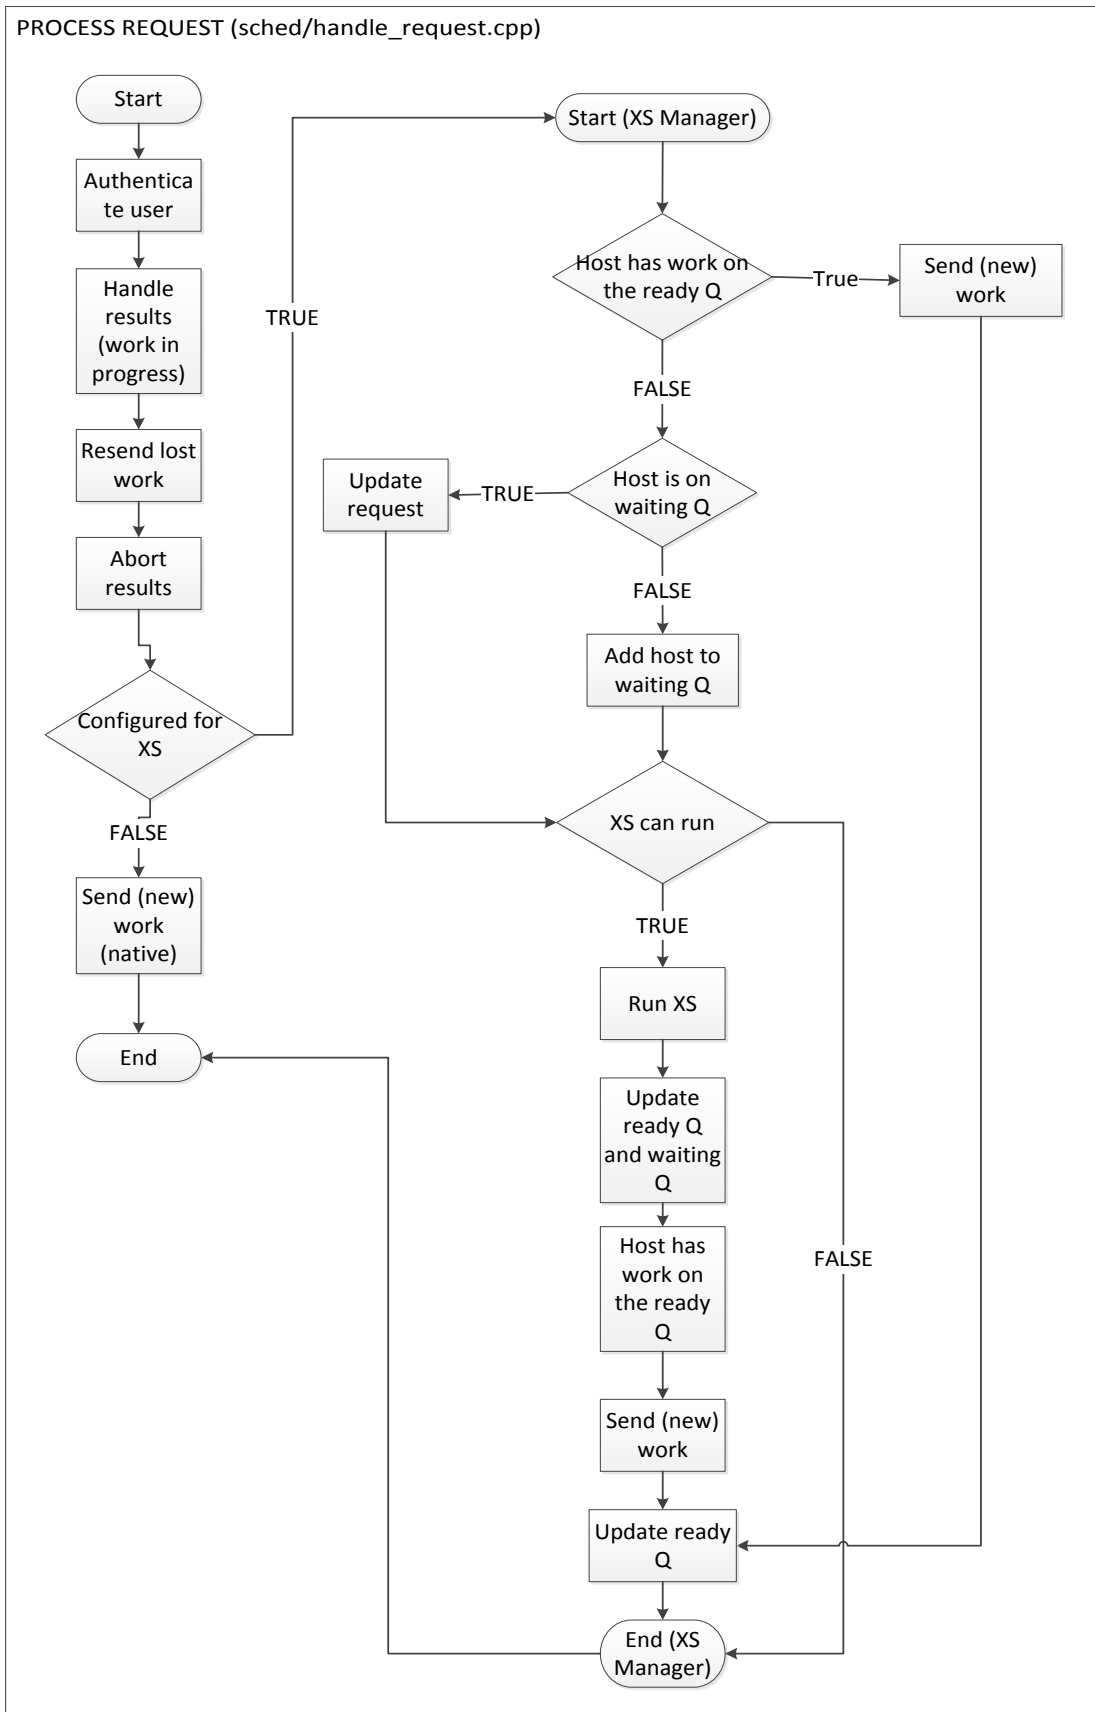 PROCESS REQUEST (sched/handle_request.cpp)
Start
Authentica
te user
Handle
results
(work in
progress)
Resend lost
work
Abort
results
Configured for
XS
FALSE
Send (new)
work
(native)
End
TRUE
Start (XS Manager)
Host has work on
the ready Q
True
Send (new)
work
FALSE
Host is on
waiting Q
TRUE
Update
request
FALSE
Add host to
waiting Q
XS can run
TRUE
Run XS
Update
ready Q
and waiting
Q
Host has
work on
the ready
Q
FALSE
Send (new)
work
Update ready
Q
End (XS
Manager)